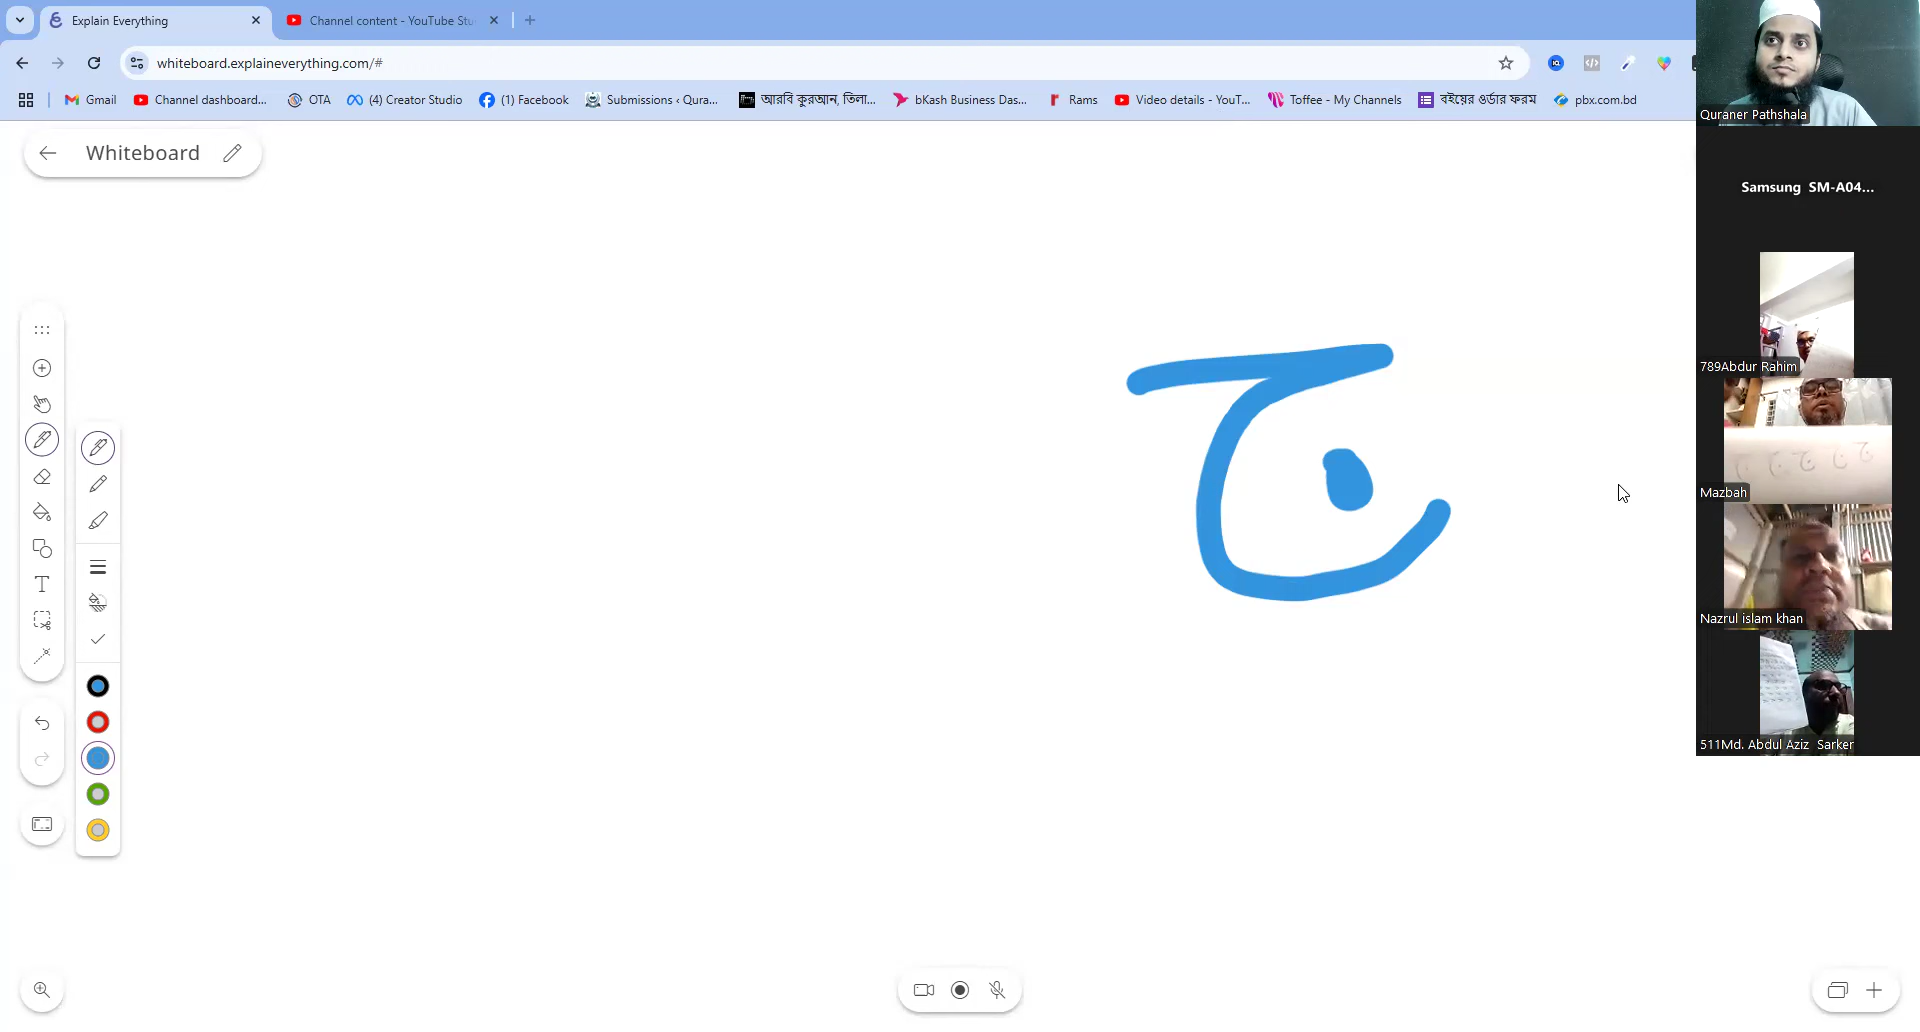 Explain Everything
Channel content - YouTube Stu
whiteboard.explaineverything.com/#
Gmail
Channel dashboard...
OTA
(4) Creator Studio
(1) Facebook
Submissions ‹ Qura...
আরবি কুরআন, তিলা...
bKash Business Das...
Rams
Video details - YouT...
Toffee - My Channels
বইয়ের ওর্ডার ফরম
pbx.com.bd
Quraner Pathshala
Whiteboard
Samsung SM-A04...
ج
789Abdur Rahim
Mazbah
Nazrul islam khan
511Md. Abdul Aziz Sarker